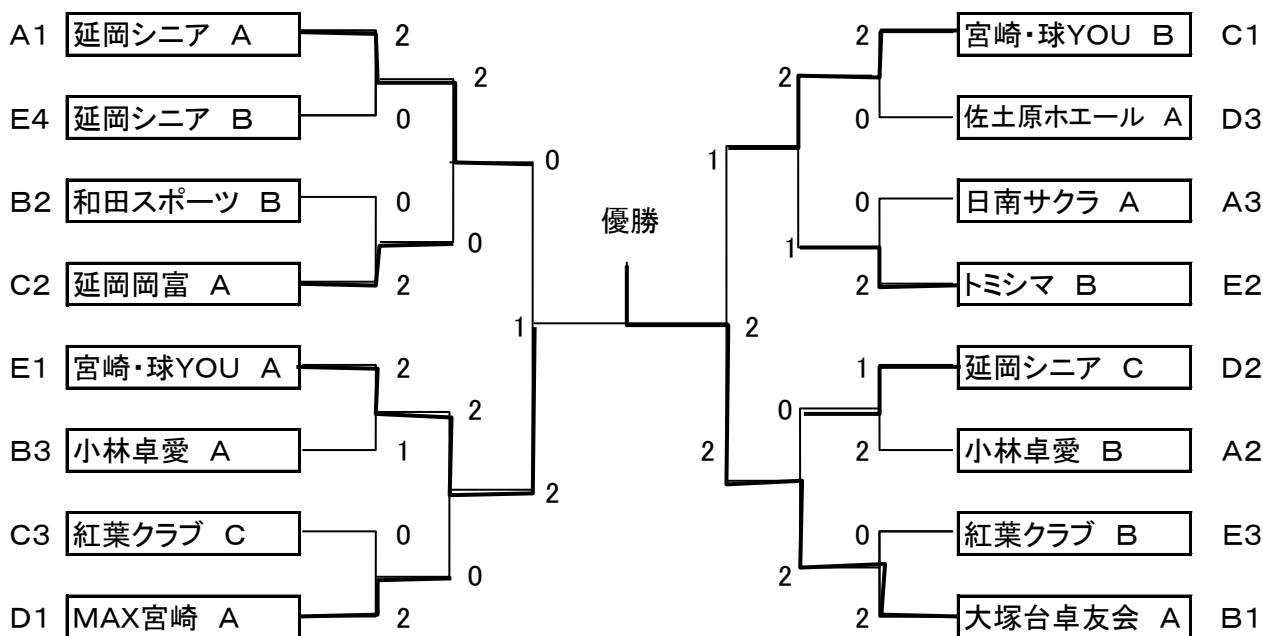 A1 延岡シニア A 2
2
E4 延岡シニア B 0
0
B2 和田スポーツ B 0
0
C2 延岡岡富 A 2
1
E1 宮崎・球YOU A 2
2
B3 小林卓愛 A 1
2
C3 紅葉クラブ C 0
0
D1 MAX宮崎 A 2
優勝
2 宮崎・球YOU B C1
2
0 佐土原ホエール A D3
1
0 日南サクラ A A3
1
2 トミシマ B E2
2
1 延岡シニア C D2
0
2 小林卓愛 B A2
2
0 紅葉クラブ B E3
2
2 大塚台卓友会 A B1